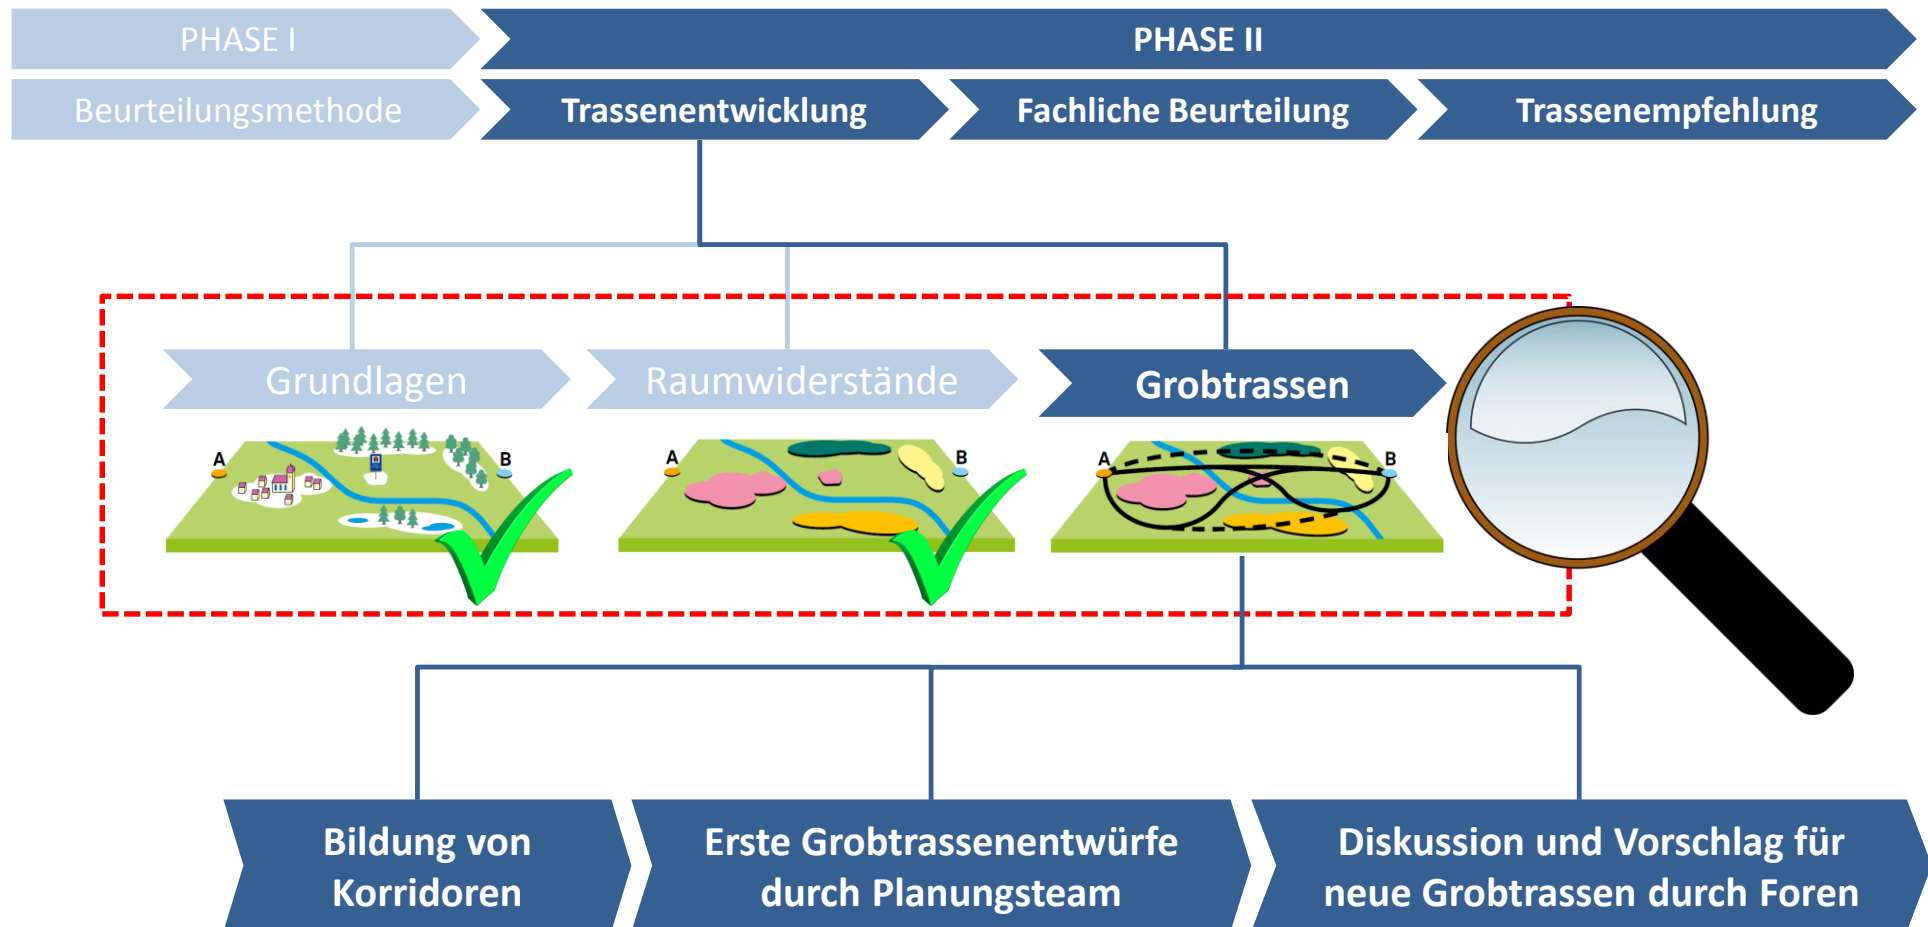 PHASE I
PHASE II
Beurteilungsmethode
Trassenentwicklung
Fachliche Beurteilung
Trassenempfehlung
Grundlagen
Raumwiderstände
Grobtrassen
A
B
A
B
A
B
Bildung von
Korridoren
Erste Grobtrassenentwürfe
durch Planungsteam
Diskussion und Vorschlag für
neue Grobtrassen durch Foren